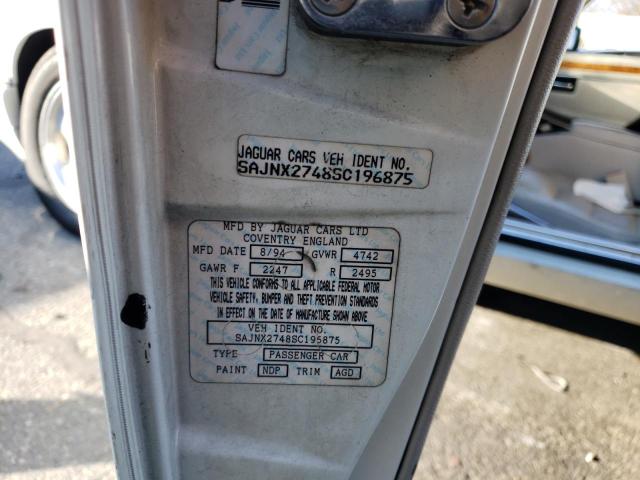 JAGUAR CARS VEH IDENT NO.
SAJNX2748SC196875
MFD BY JAGUAR CARS LTD
COVENTRY ENGLAND
MFD DATE 8/94 GVWR 4742
GAWR F 2247 R 2495
THIS VEHICLE CONFORMS TO ALL APPLICABLE FEDERAL MOTOR
VEHICLE SAFETY, BUMPER AND THEFT PREVENTION STANDARDS
IN EFFECT ON THE DATE OF MANUFACTURE SHOWN ABOVE
VEH IDENT NO.
SAJNX2748SC195875
TYPE PASSENGER CAR
PAINT NDP TRIM AGD